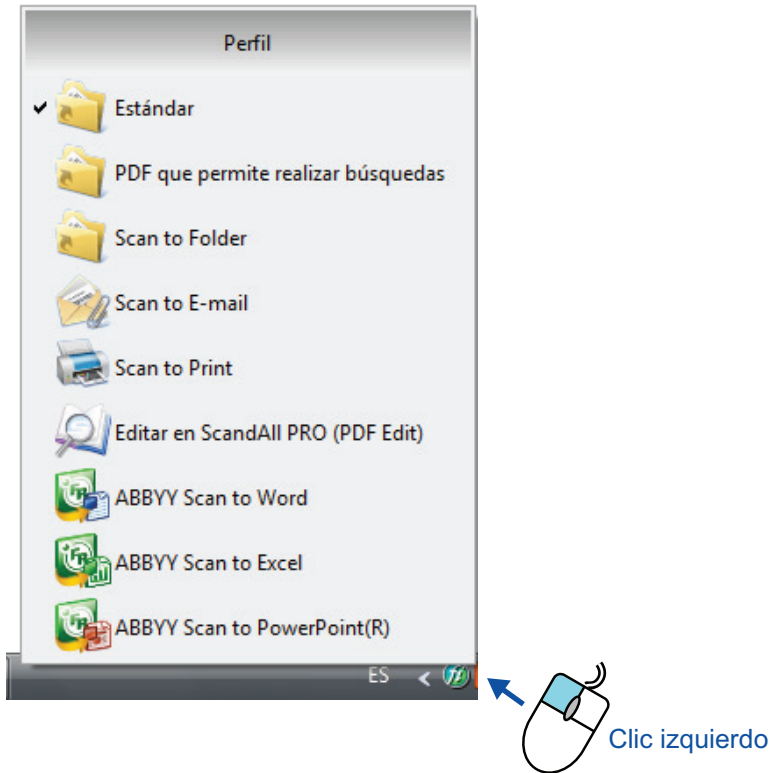 Perfil
Estándar
PDF que permite realizar búsquedas
Scan to Folder
Scan to E-mail
Scan to Print
Editar en ScandAll PRO (PDF Edit)
ABBYY Scan to Word
ABBYY Scan to Excel
ABBYY Scan to PowerPoint(R)
ES <
Clic izquierdo